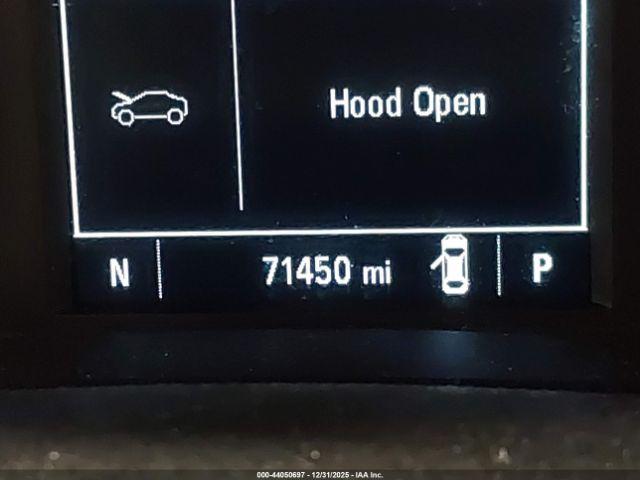 Hood Open
N 71450 mi P
000-44050697 - 12/31/2025 - IAA Inc.